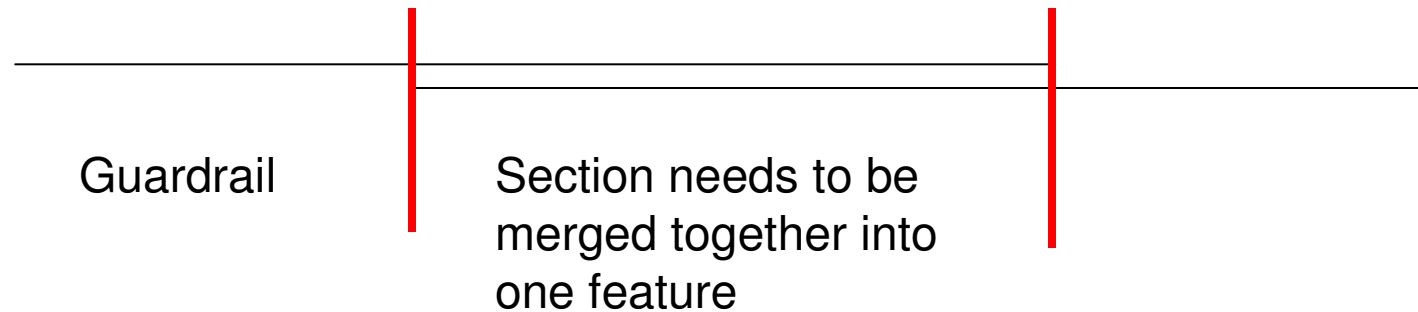 Guardrail
Section needs to be
merged together into
one feature